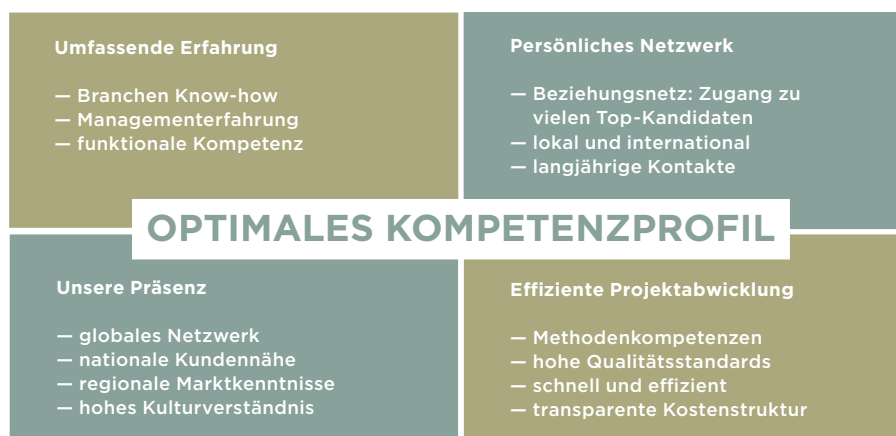 Umfassende Erfahrung
— Branchen Know-how
— Managementerfahrung
— funktionale Kompetenz
Persönliches Netzwerk
— Beziehungsnetz: Zugang zu
vielen Top-Kandidaten
— lokal und international
— langjährige Kontakte
OPTIMALES KOMPETENZPROFIL
Unsere Präsenz
— globales Netzwerk
— nationale Kundennähe
— regionale Marktkenntnisse
— hohes Kulturverständnis
Effiziente Projektabwicklung
— Methodenkompetenzen
— hohe Qualitätsstandards
— schnell und effizient
— transparente Kostenstruktur